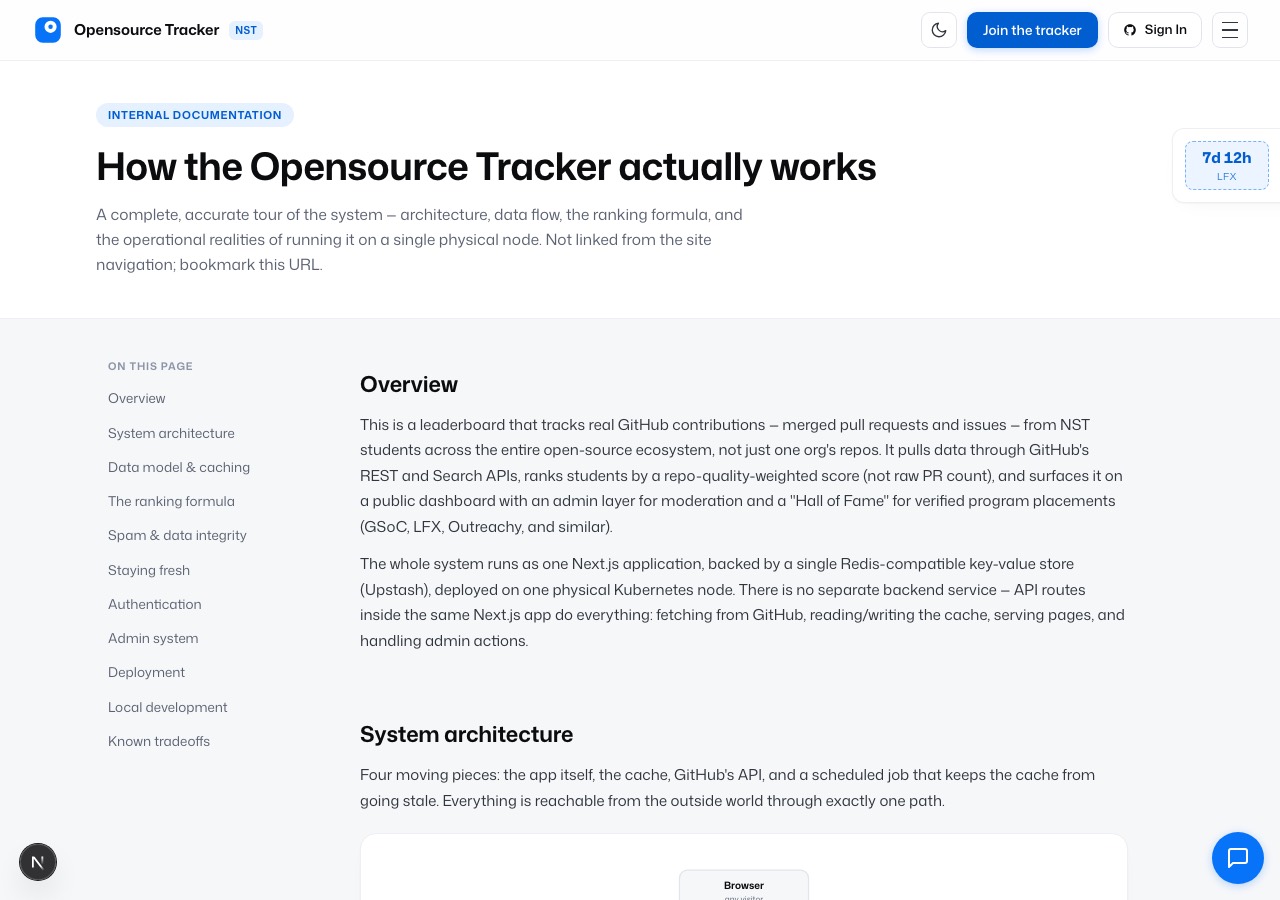 Opensource Tracker NST
Join the tracker
Sign In
INTERNAL DOCUMENTATION
How the Opensource Tracker actually works
A complete, accurate tour of the system — architecture, data flow, the ranking formula, and
the operational realities of running it on a single physical node. Not linked from the site
navigation; bookmark this URL.
7d 12h
LFX
ON THIS PAGE
Overview
System architecture
Data model & caching
The ranking formula
Spam & data integrity
Staying fresh
Authentication
Admin system
Deployment
Local development
Known tradeoffs
Overview
This is a leaderboard that tracks real GitHub contributions — merged pull requests and issues — from NST
students across the entire open-source ecosystem, not just one org's repos. It pulls data through GitHub's
REST and Search APIs, ranks students by a repo-quality-weighted score (not raw PR count), and surfaces it on
a public dashboard with an admin layer for moderation and a "Hall of Fame" for verified program placements
(GSoC, LFX, Outreachy, and similar).
The whole system runs as one Next.js application, backed by a single Redis-compatible key-value store
(Upstash), deployed on one physical Kubernetes node. There is no separate backend service — API routes
inside the same Next.js app do everything: fetching from GitHub, reading/writing the cache, serving pages, and
handling admin actions.
System architecture
Four moving pieces: the app itself, the cache, GitHub's API, and a scheduled job that keeps the cache from
going stale. Everything is reachable from the outside world through exactly one path.
Browser
any visitor
N